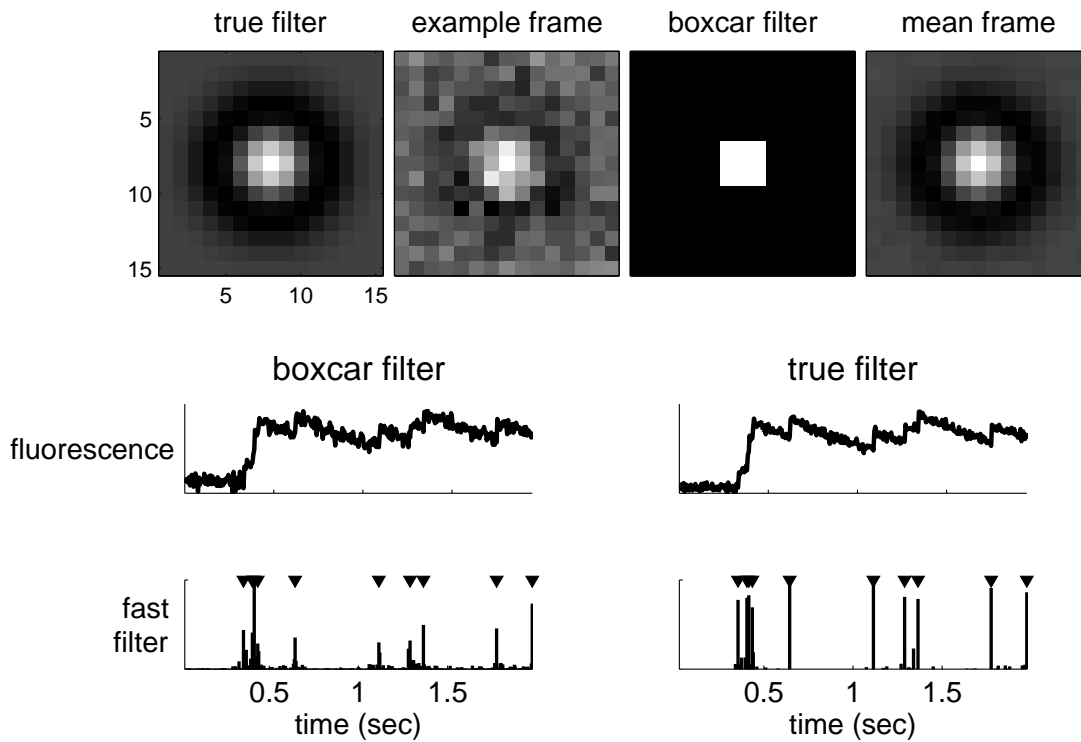 true filter
example frame
boxcar filter
mean frame
5
10
15
5
10
15
boxcar filter
true filter
fluorescence
fast
filter
0.5
1
1.5
0.5
1
1.5
time (sec)
time (sec)